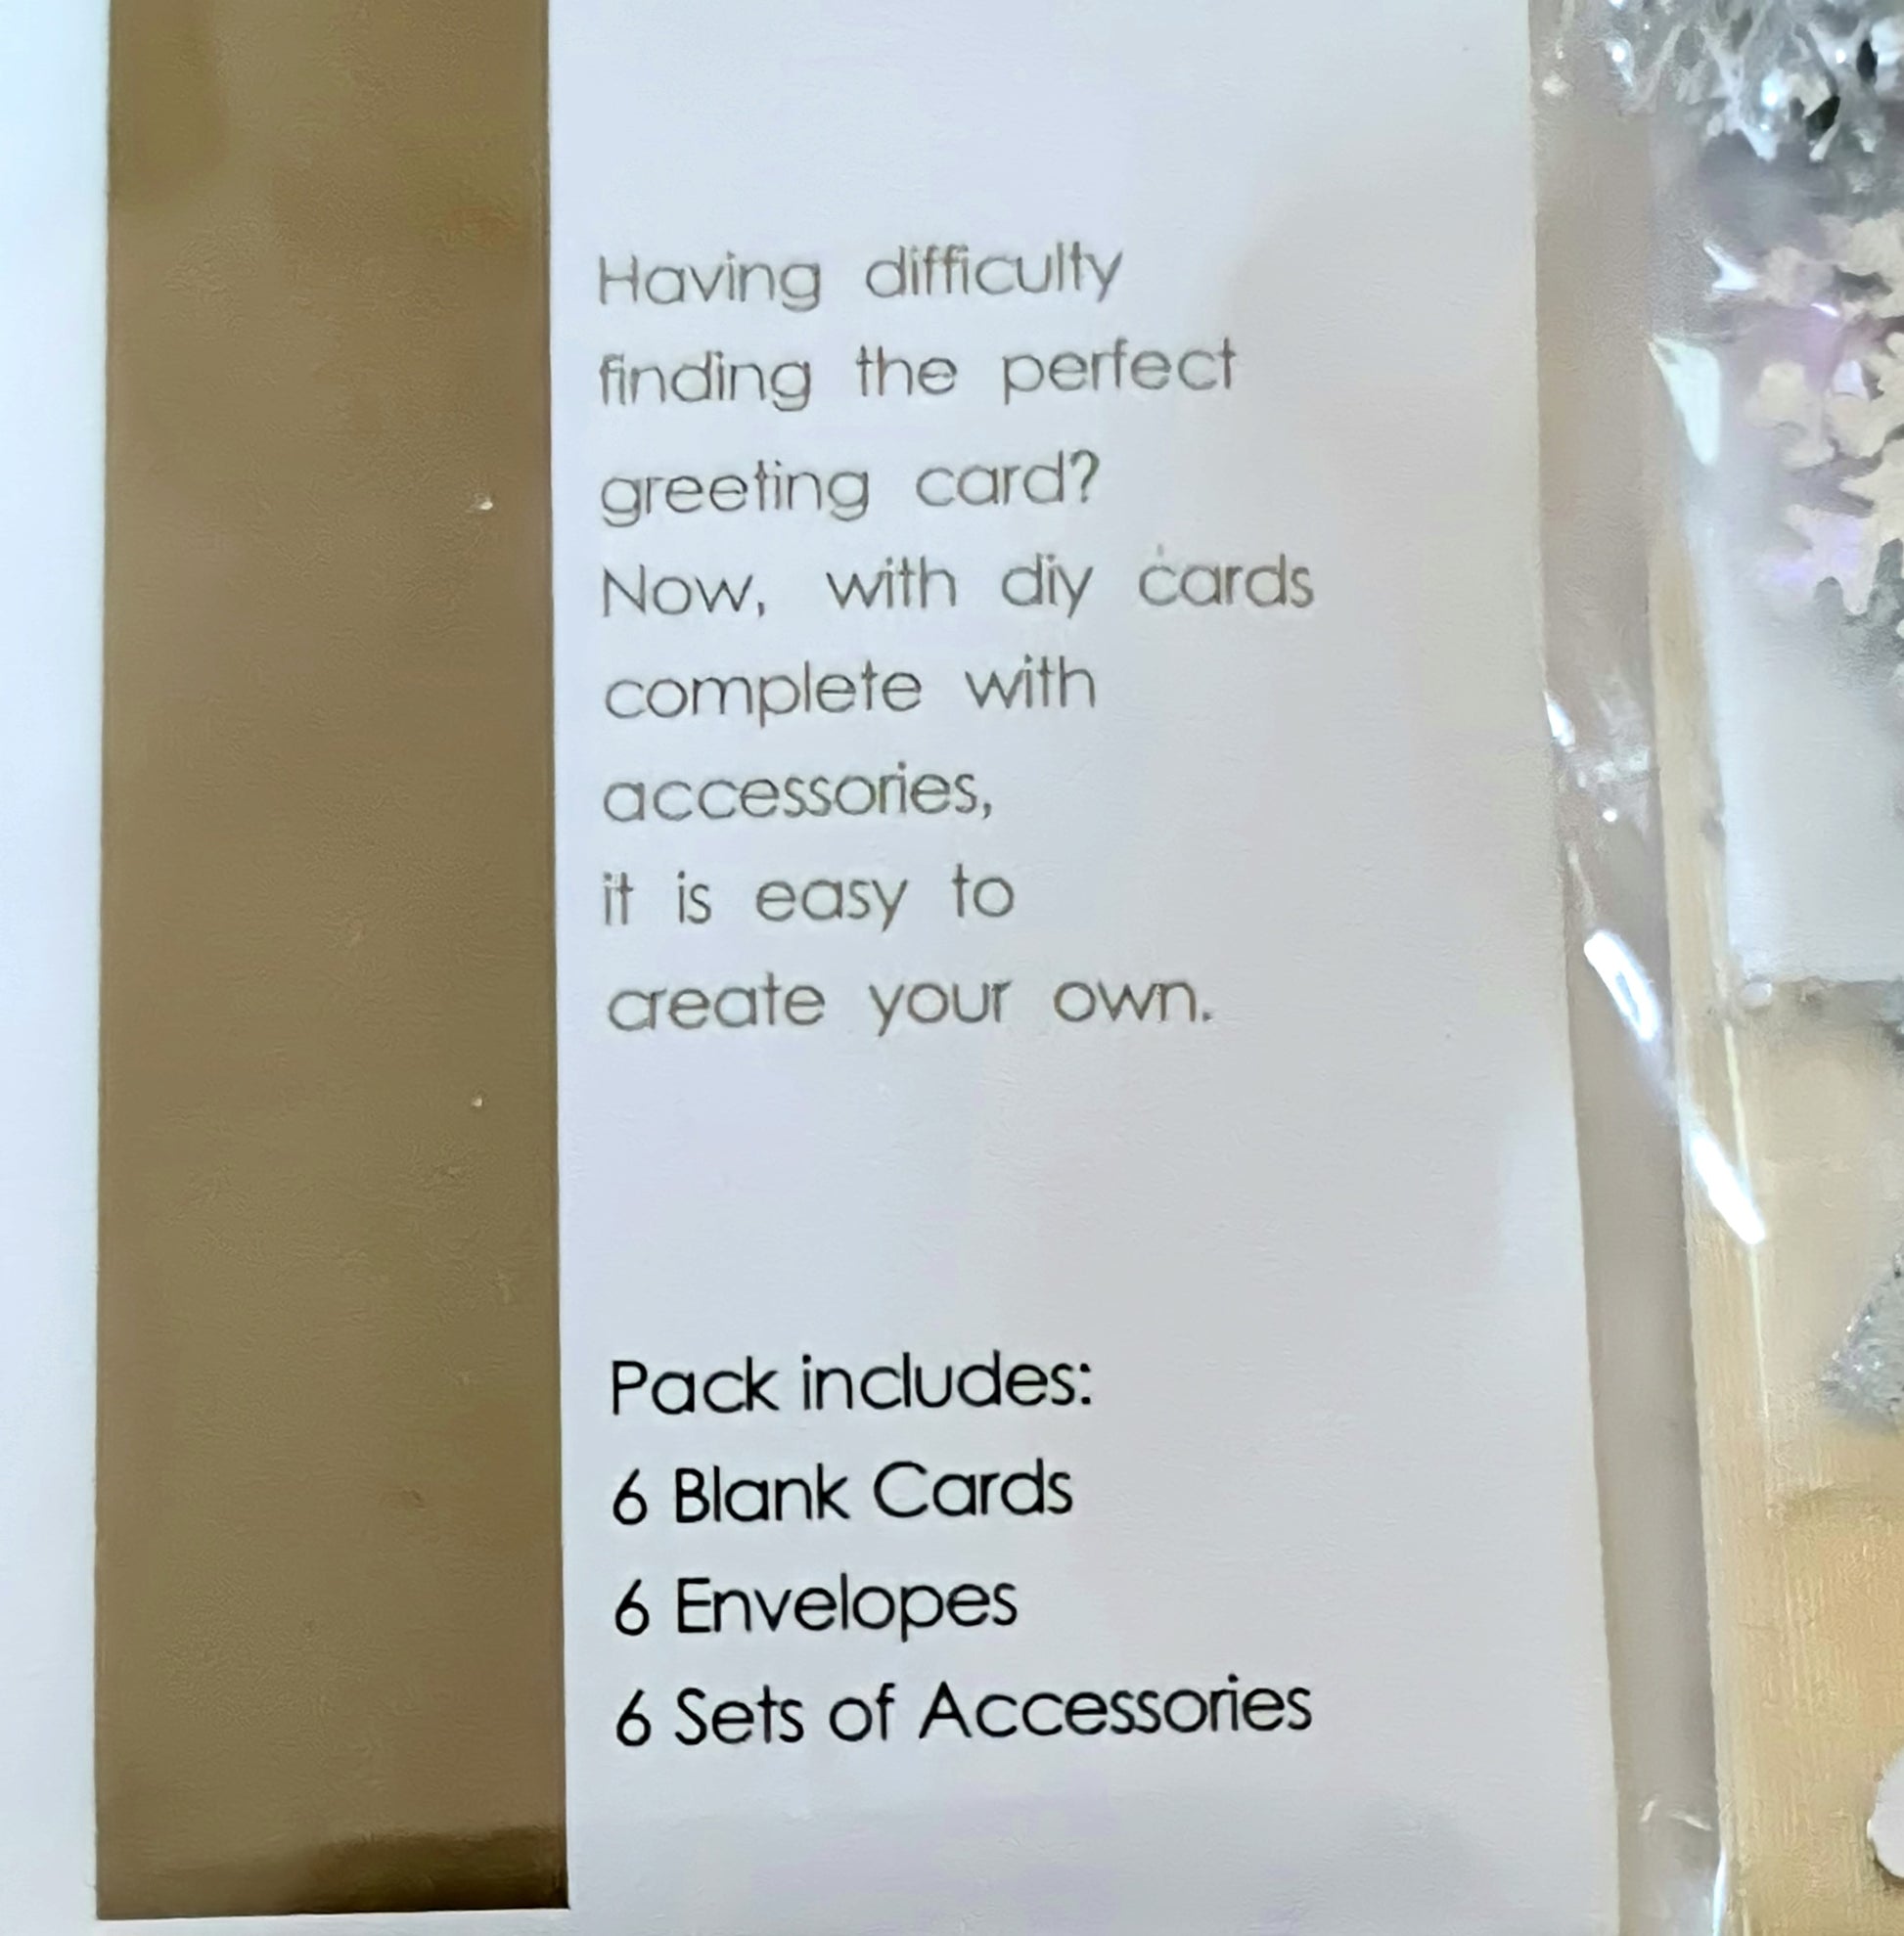 Having difficulty
finding the perfect
greeting card?
Now, with diy cards
complete with
accessories,
it is easy to
create your own.
Pack includes:
6 Blank Cards
6 Envelopes
6 Sets of Accessories